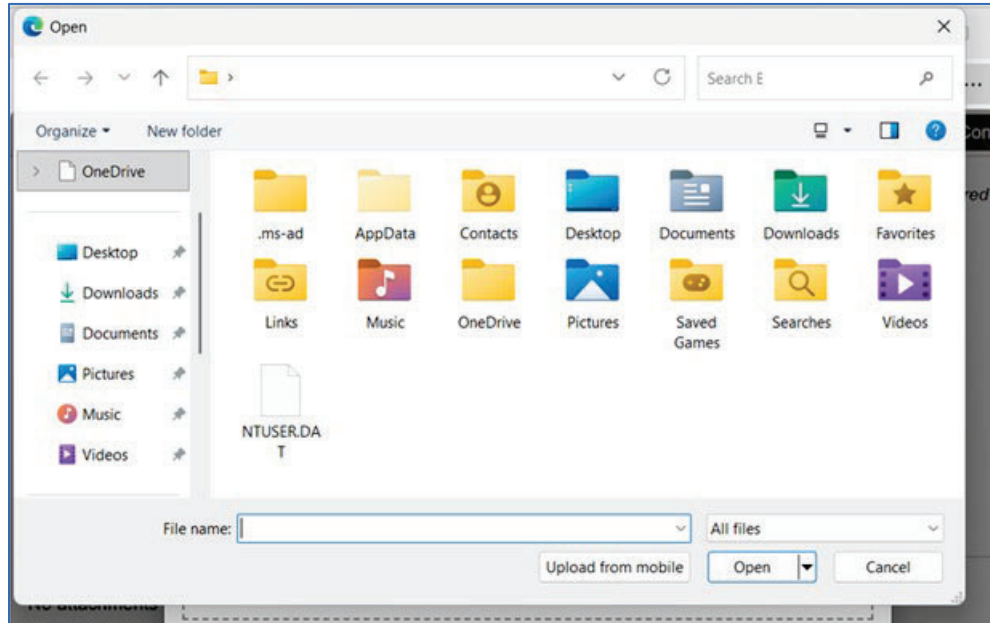 Open
Search E
...
Organize
New folder
Con
OneDrive
red
.ms-ad
AppData
Contacts
Desktop
Documents
Downloads
Favorites
Desktop
Downloads
Links
Music
OneDrive
Pictures
Saved
Games
Searches
Videos
Documents
Pictures
Music
NTUSER.DA
T
Videos
File name:
All files
Upload from mobile
Open
Cancel
No attachments